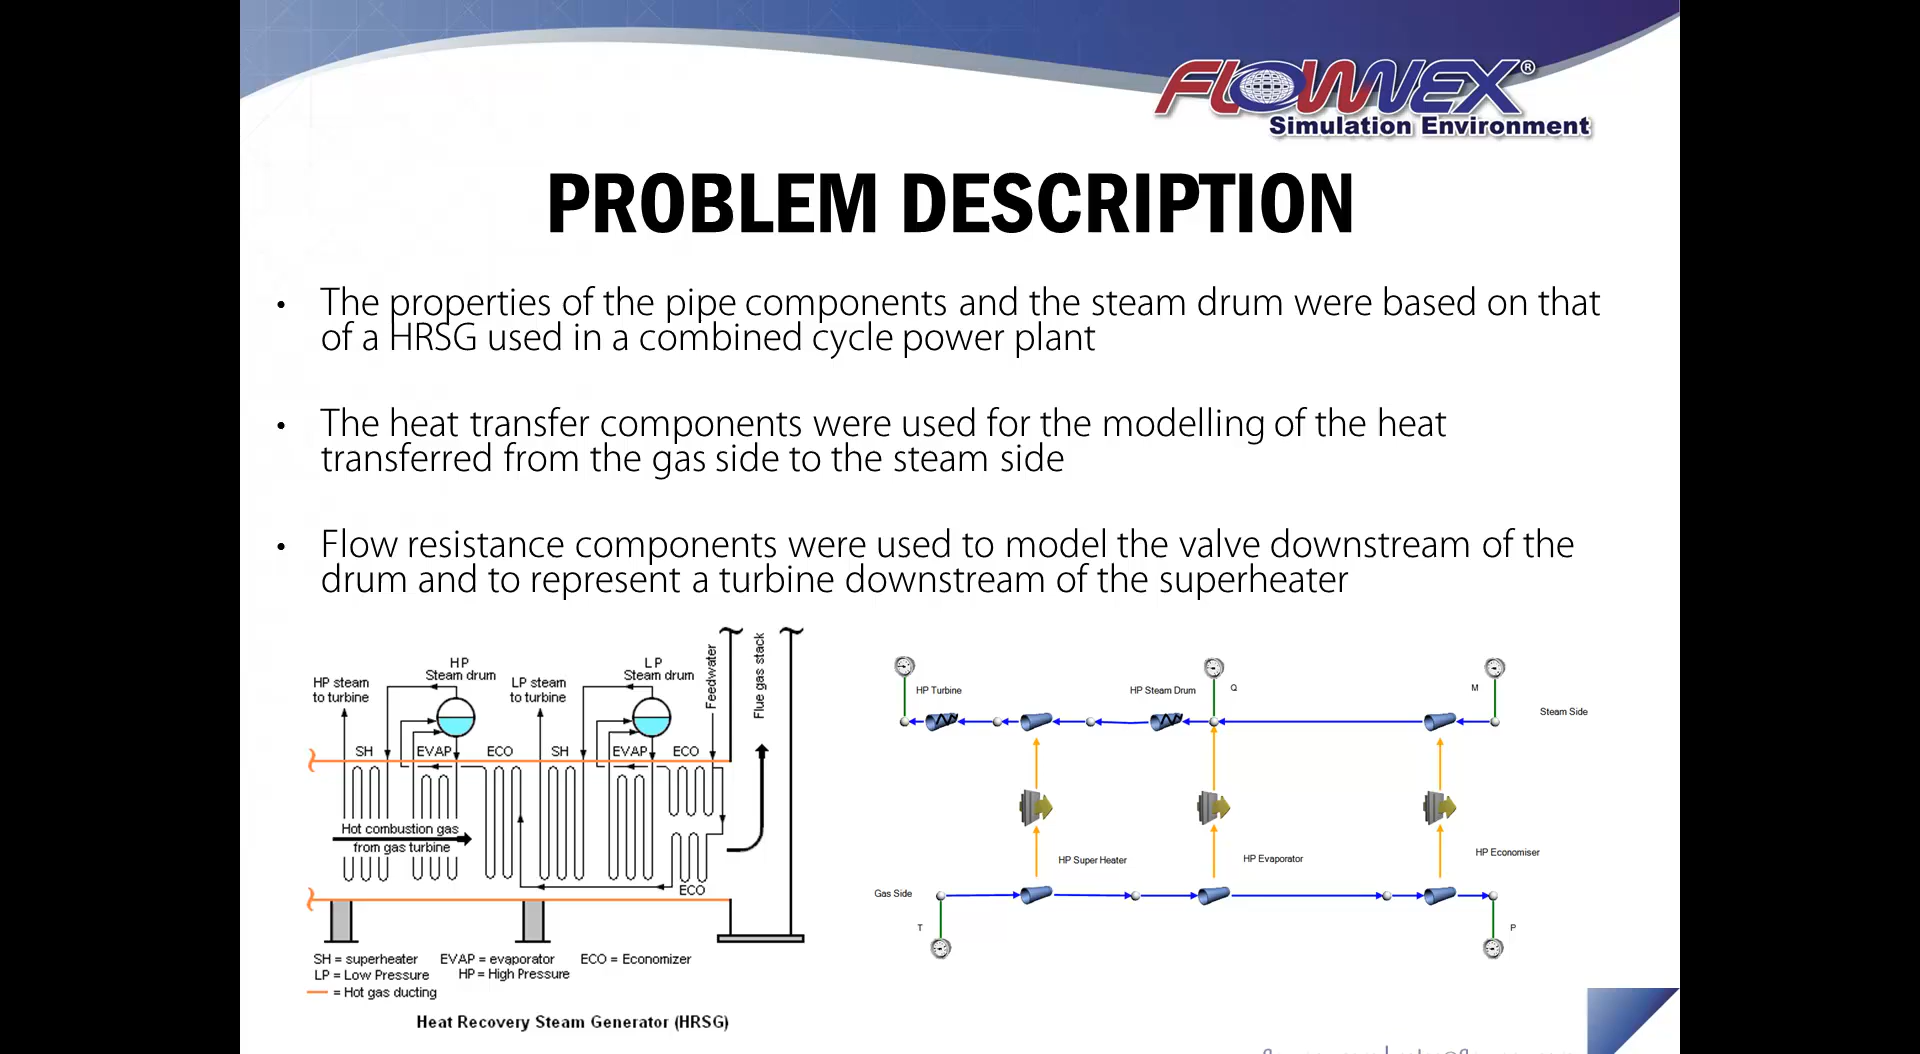 FLOWNEX®
Simulation Environment
PROBLEM DESCRIPTION
• The properties of the pipe components and the steam drum were based on that
of a HRSG used in a combined cycle power plant
• The heat transfer components were used for the modelling of the heat
transferred from the gas side to the steam side
• Flow resistance components were used to model the valve downstream of the
drum and to represent a turbine downstream of the superheater
HP steam
to turbine
HP
Steam drum
LP steam
to turbine
LP
Steam drum
Feedwater
Flue gas stack
SH
EVAP
ECO
SH
EVAP
ECO
Hot combustion gas
from gas turbine
ECO
SH = superheater EVAP = evaporator ECO = Economizer
LP = Low Pressure HP = High Pressure
= Hot gas ducting
Heat Recovery Steam Generator (HRSG)
HP Turbine
HP Steam Drum
Q
M
Steam Side
HP Super Heater
HP Evaporator
HP Economiser
Gas Side
T
P